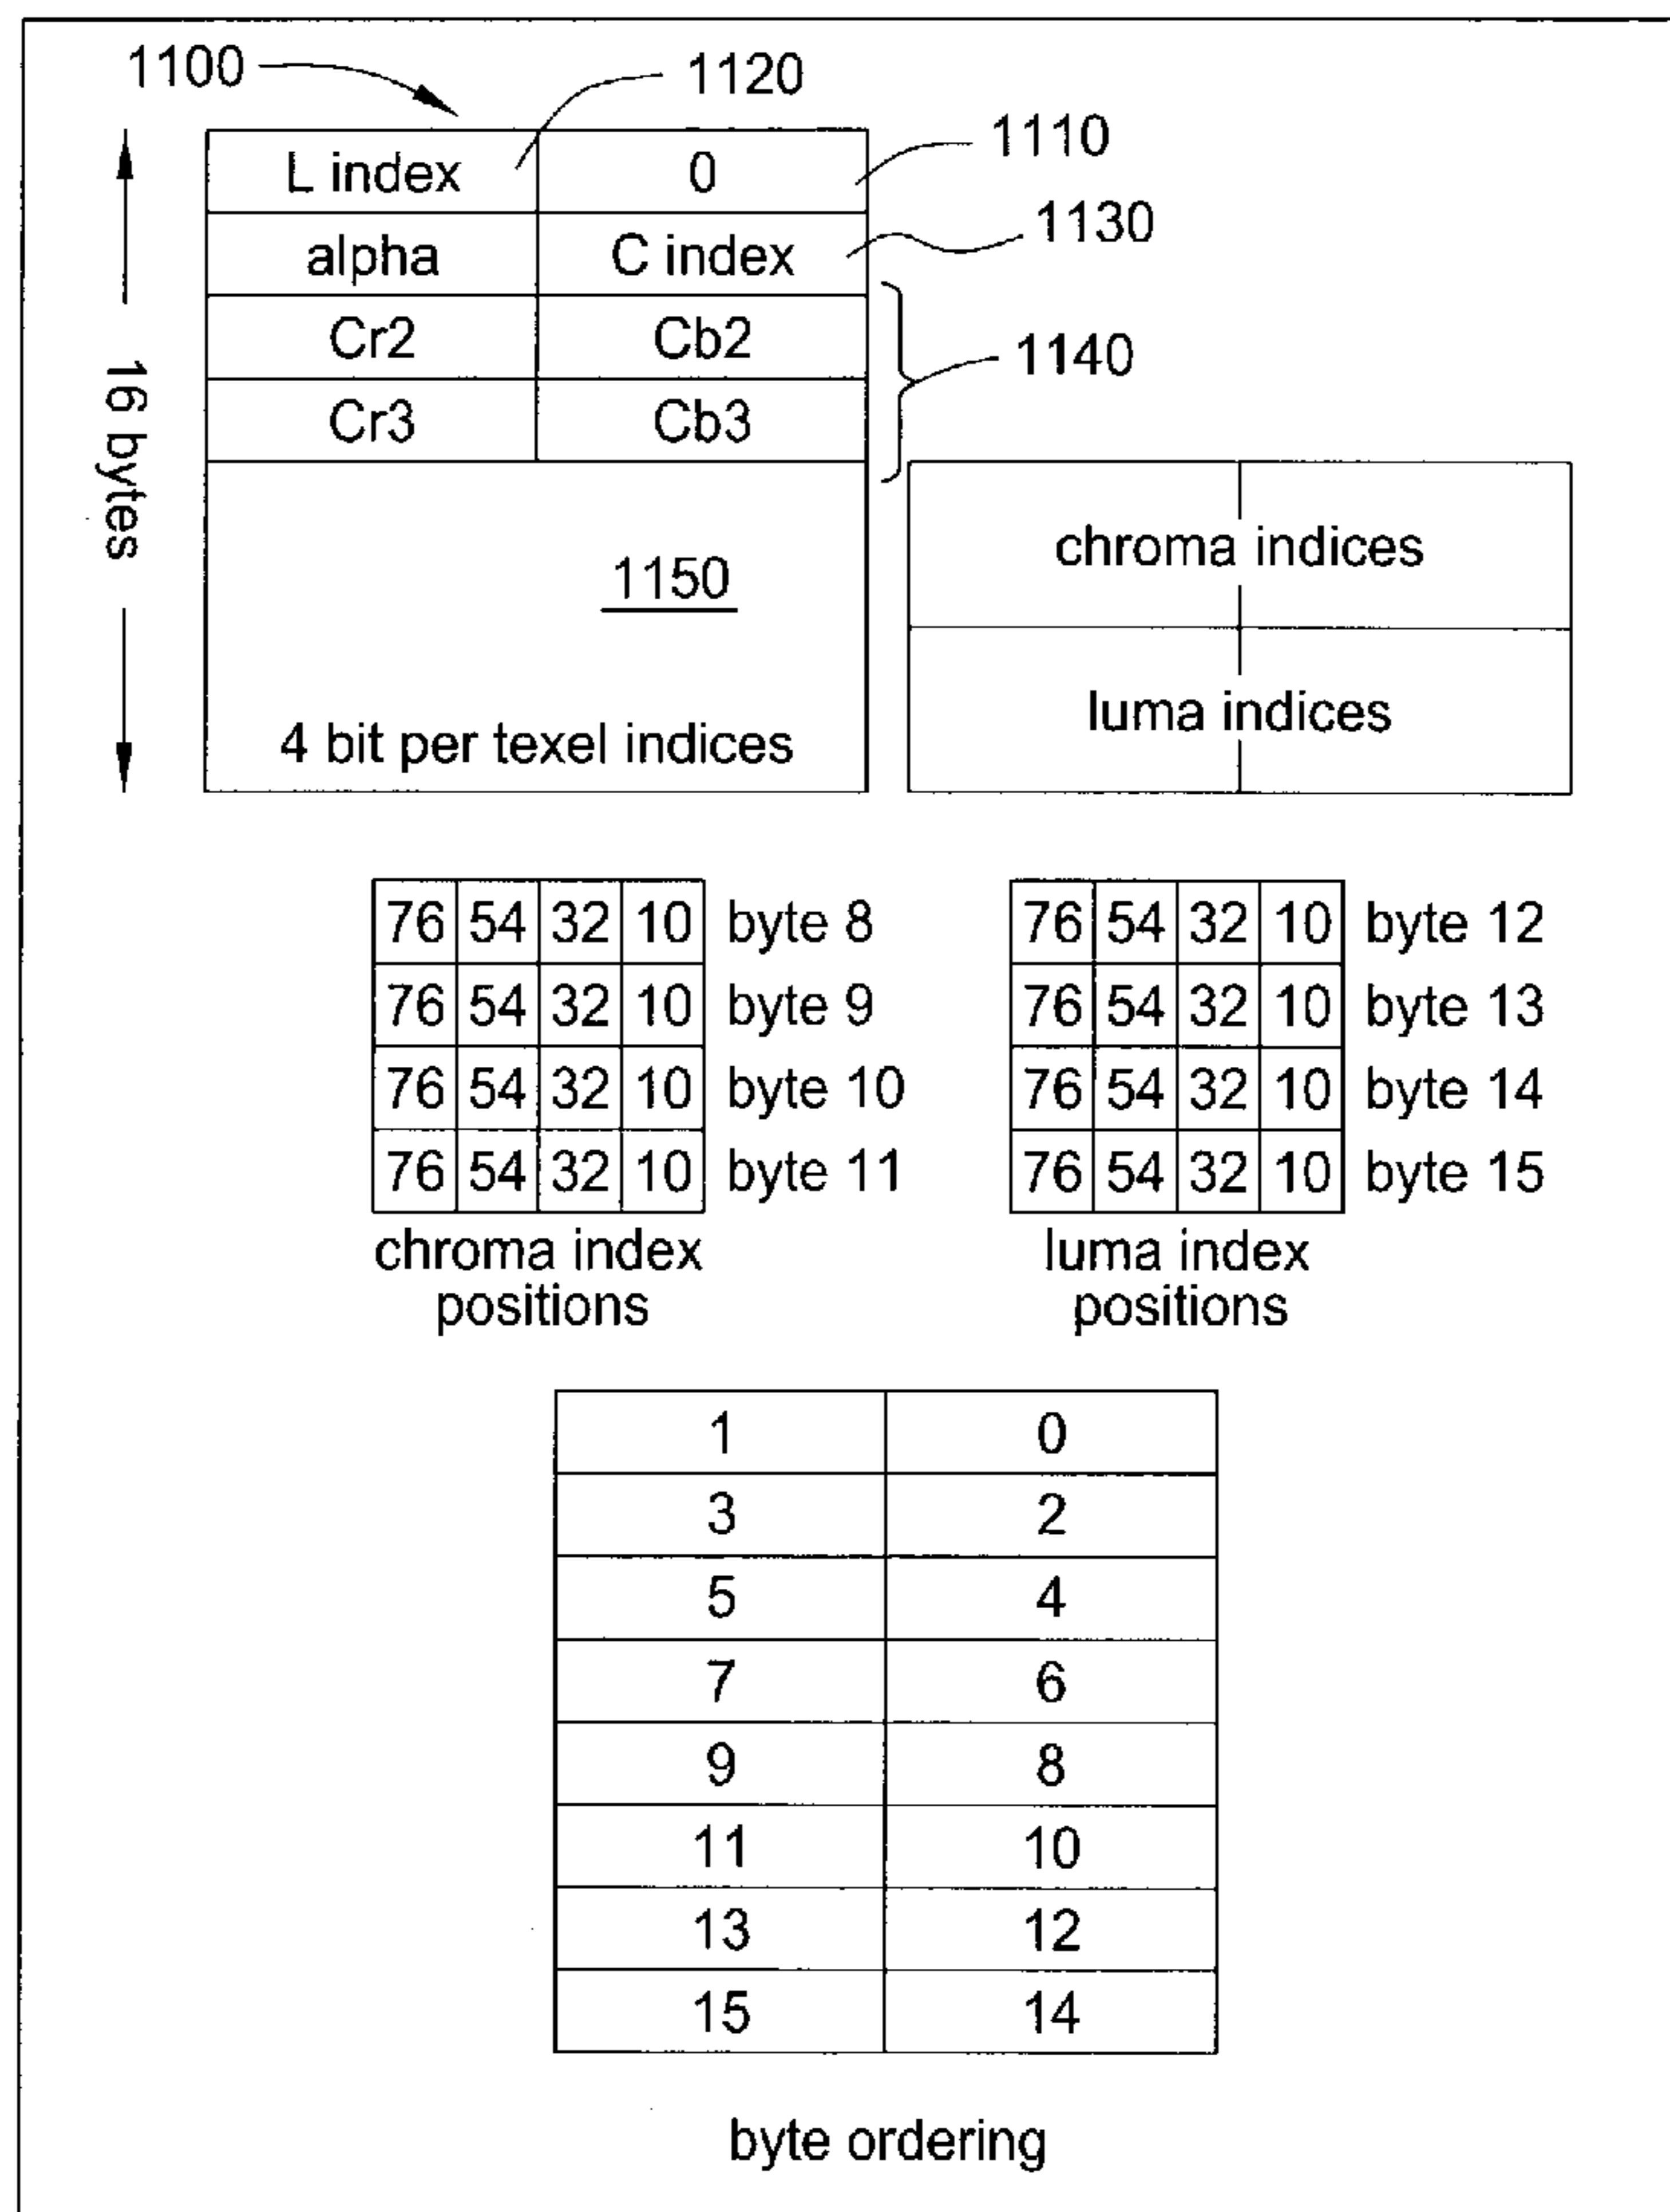 1100
1120
L index 0 1110
alpha C index 1130
Cr2 Cb2
1140
Cr3 Cb3
16 bytes
1150
4 bit per texel indices
chroma indices
luma indices
76 54 32 10 byte 8
76 54 32 10 byte 9
76 54 32 10 byte 10
76 54 32 10 byte 11
chroma index
positions
76 54 32 10 byte 12
76 54 32 10 byte 13
76 54 32 10 byte 14
76 54 32 10 byte 15
luma index
positions
1 0
3 2
5 4
7 6
9 8
11 10
13 12
15 14
byte ordering